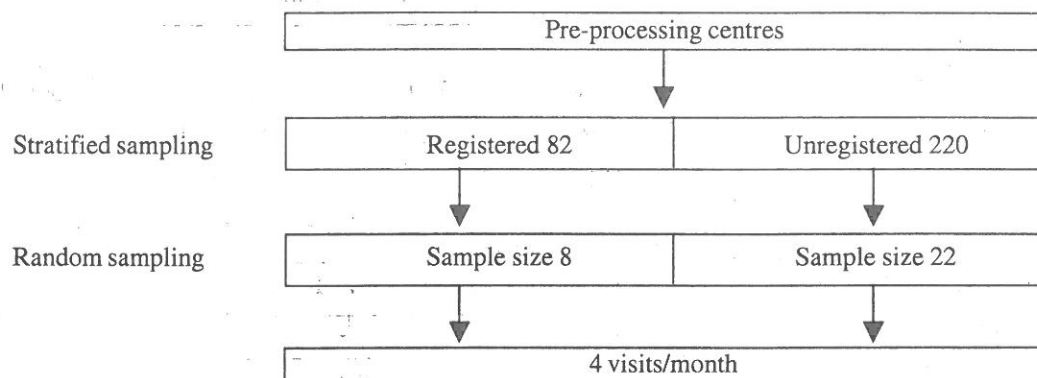 Pre-processing centres
Stratified sampling Registered 82 Unregistered 220
Random sampling Sample size 8 Sample size 22
4 visits/month